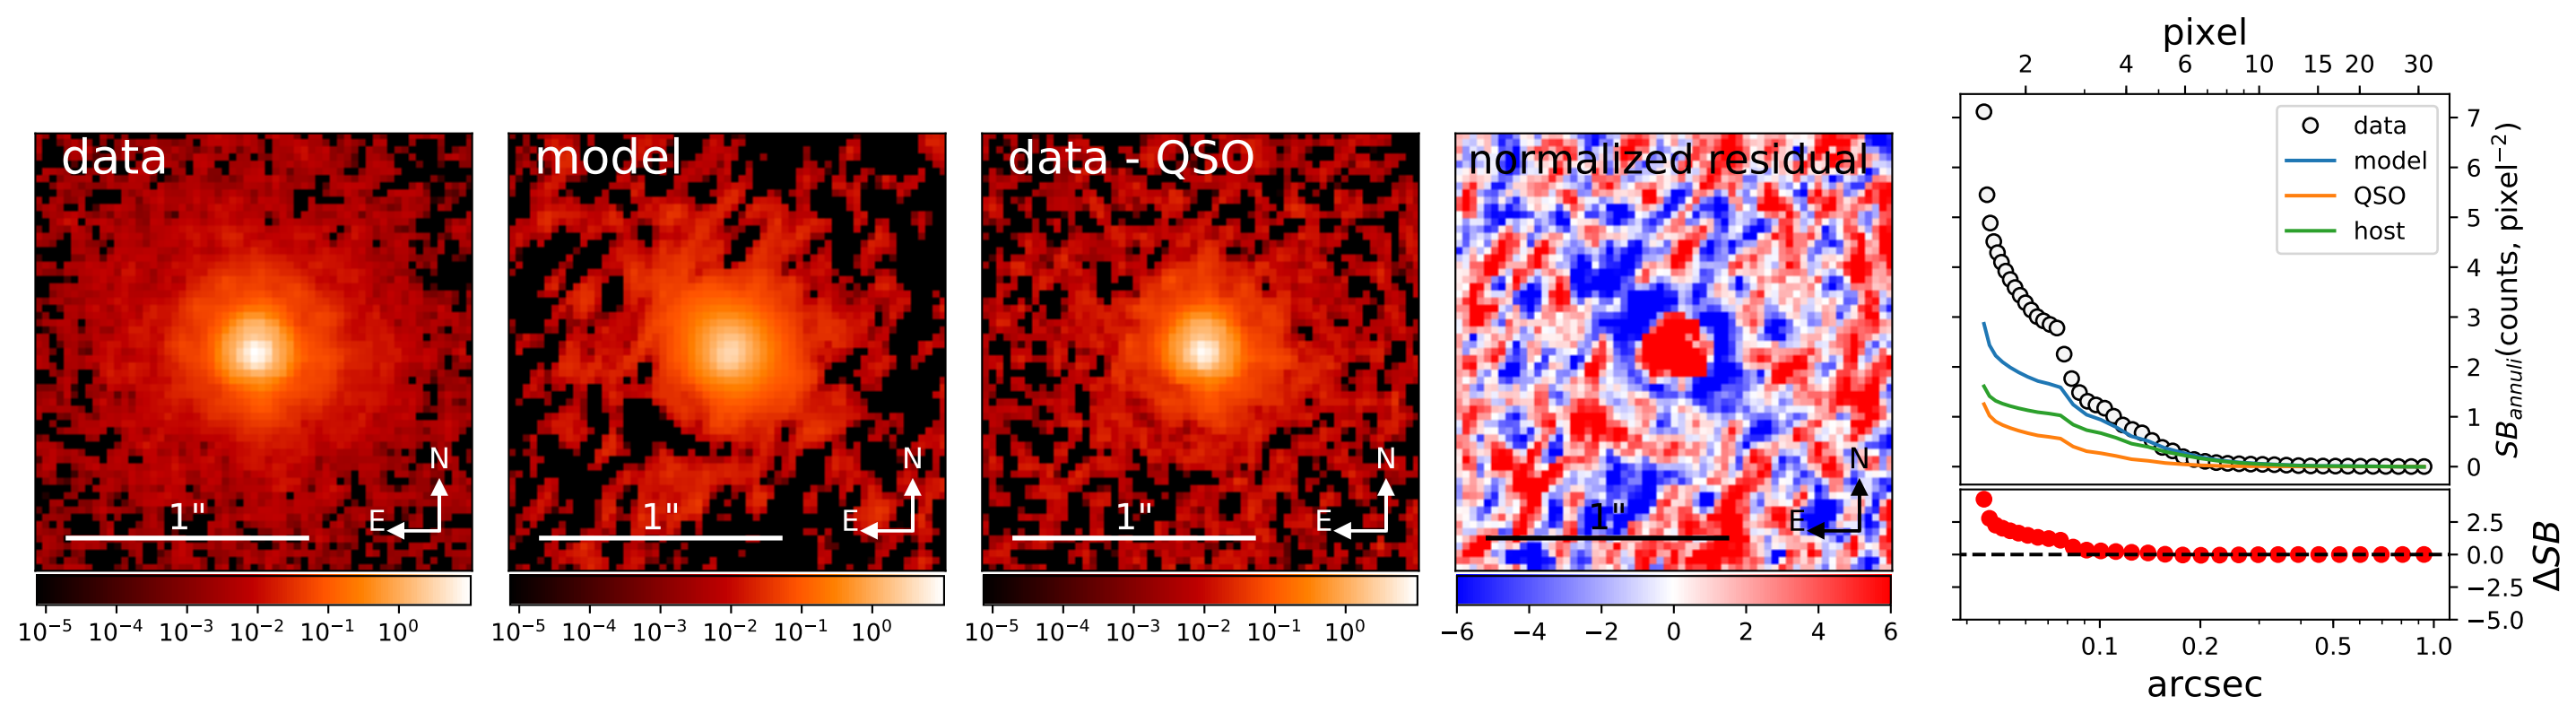 data
N
E
1"
10⁻⁵ 10⁻⁴ 10⁻³ 10⁻² 10⁻¹ 10⁰
model
N
E
1"
10⁻⁵ 10⁻⁴ 10⁻³ 10⁻² 10⁻¹ 10⁰
data - QSO
N
E
1"
10⁻⁵ 10⁻⁴ 10⁻³ 10⁻² 10⁻¹ 10⁰
normalized residual
N
E
1"
−6 −4 −2 0 2 4 6
pixel
2 4 6 10 15 20 30
data
model
QSO
host
7
6
5
4
3
2
1
0
SB_annuli(counts, pixel⁻²)
2.5
0.0
−2.5
−5.0
ΔSB
0.1 0.2 0.5 1.0
arcsec